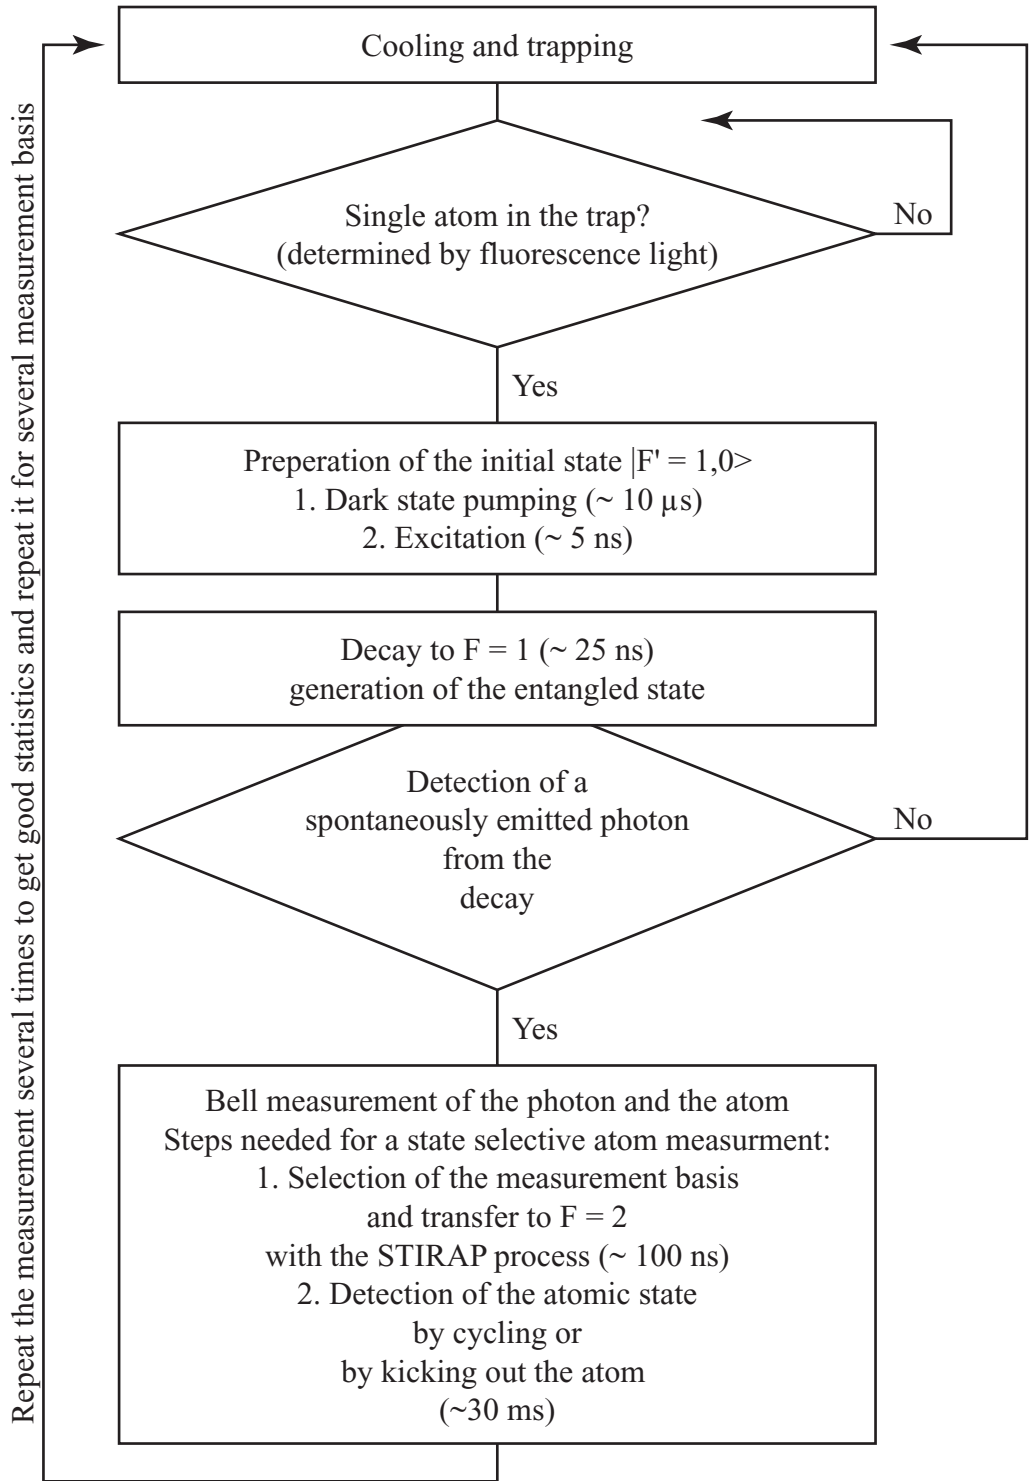 Cooling and trapping
Single atom in the trap?
(determined by fluorescence light)
No
Yes
Preperation of the initial state |F' = 1,0>
1. Dark state pumping (~ 10 µs)
2. Excitation (~ 5 ns)
Decay to F = 1 (~ 25 ns)
generation of the entangled state
Detection of a
spontaneously emitted photon
from the
decay
No
Yes
Bell measurement of the photon and the atom
Steps needed for a state selective atom measurment:
1. Selection of the measurement basis
and transfer to F = 2
with the STIRAP process (~ 100 ns)
2. Detection of the atomic state
by cycling or
by kicking out the atom
(~30 ms)
Repeat the measurement several times to get good statistics and repeat it for several measurement basis